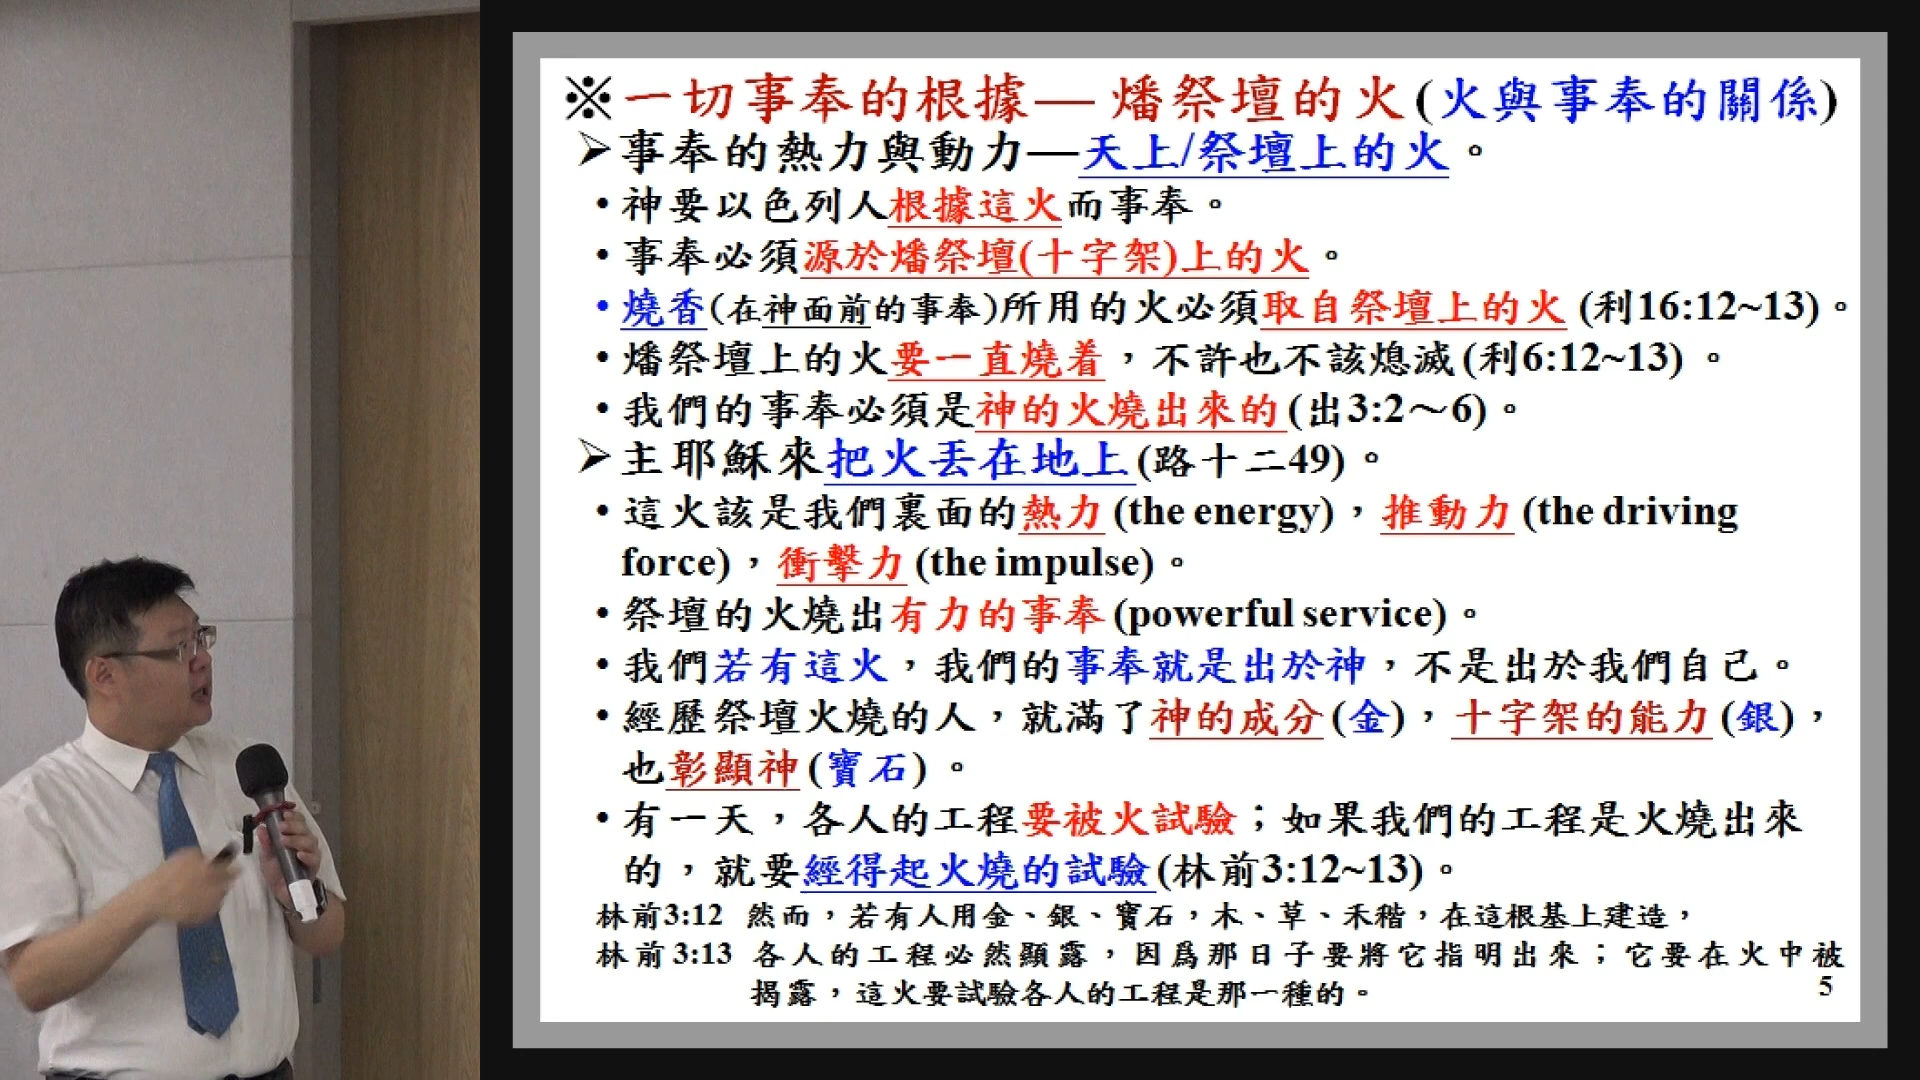 ※一切事奉的根據—燔祭壇的火(火與事奉的關係)
➢事奉的熱力與動力—天上/祭壇上的火。
•神要以色列人根據這火而事奉。
•事奉必須源於燔祭壇(十字架)上的火。
•燒香(在神面前的事奉)所用的火必須取自祭壇上的火(利16:12~13)。
•燔祭壇上的火要一直燒着，不許也不該熄滅(利6:12~13)。
•我們的事奉必須是神的火燒出來的(出3:2～6)。
➢主耶穌來把火丟在地上(路十二49)。
•這火該是我們裏面的熱力(the energy)，推動力(the driving
force)，衝擊力(the impulse)。
•祭壇的火燒出有力的事奉(powerful service)。
•我們若有這火，我們的事奉就是出於神，不是出於我們自己。
•經歷祭壇火燒的人，就滿了神的成分(金)，十字架的能力(銀)，
也彰顯神(寶石)。
•有一天，各人的工程要被火試驗；如果我們的工程是火燒出來
的，就要經得起火燒的試驗(林前3:12~13)。
林前3:12 然而，若有人用金、銀、寶石，木、草、禾稭，在這根基上建造，
林前3:13 各人的工程必然顯露，因爲那日子要將它指明出來；它要在火中被
揭露，這火要試驗各人的工程是那一種的。
5